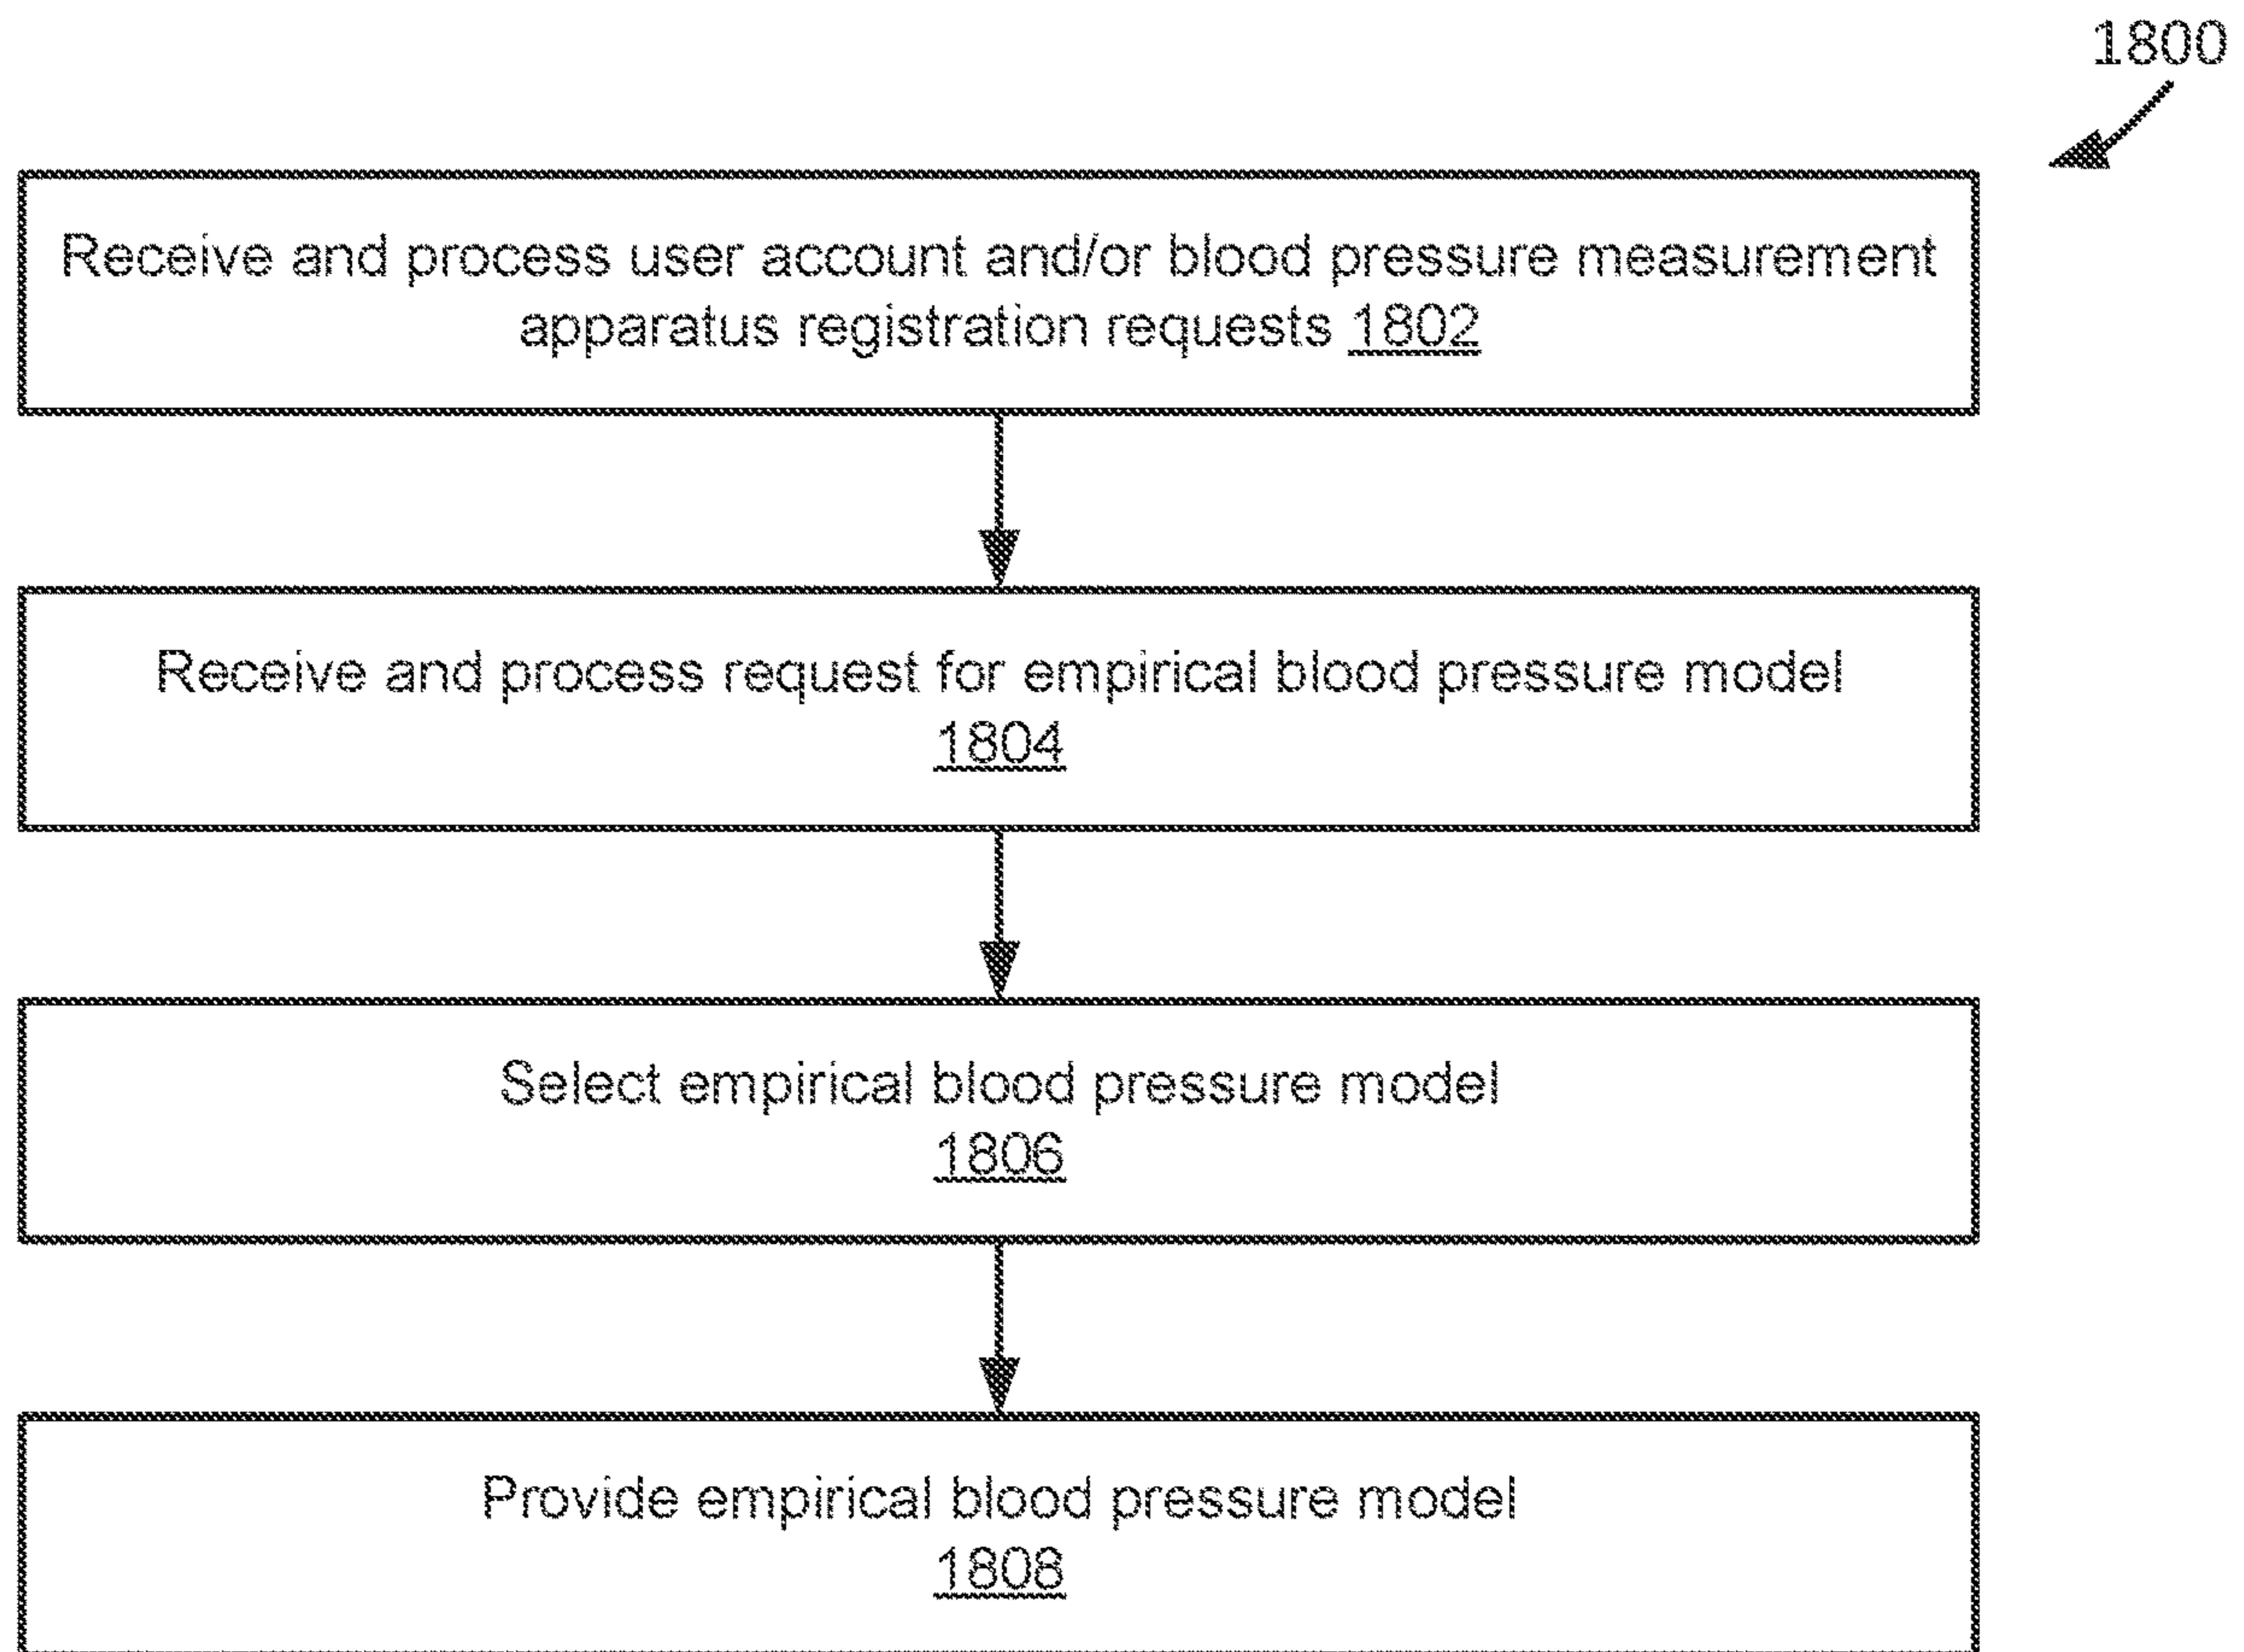 1800
Receive and process user account and/or blood pressure measurement
apparatus registration requests 1802
Receive and process request for empirical blood pressure model
1804
Select empirical blood pressure model
1806
Provide empirical blood pressure model
1808